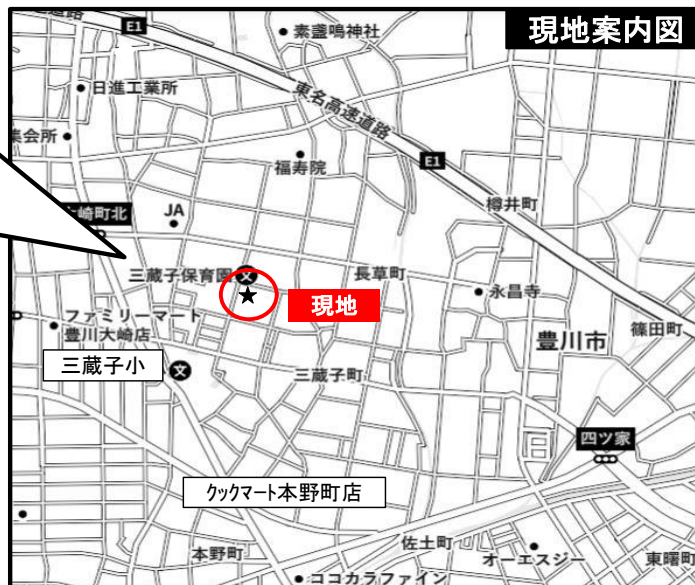 現地案内図
E1
素盞鳴神社
日進工業所
東名高速道路
集会所
福寿院
E1
樽井町
大崎町北
JA
三蔵子保育園
文
長草町
永昌寺
★
現地
ファミリーマート
豊川大崎店
豊川市
篠田町
三蔵子小
文
三蔵子町
四ツ家
クックマート本野町店
本野町
佐土町
オーエスジー
東曙町
ココカラファイン